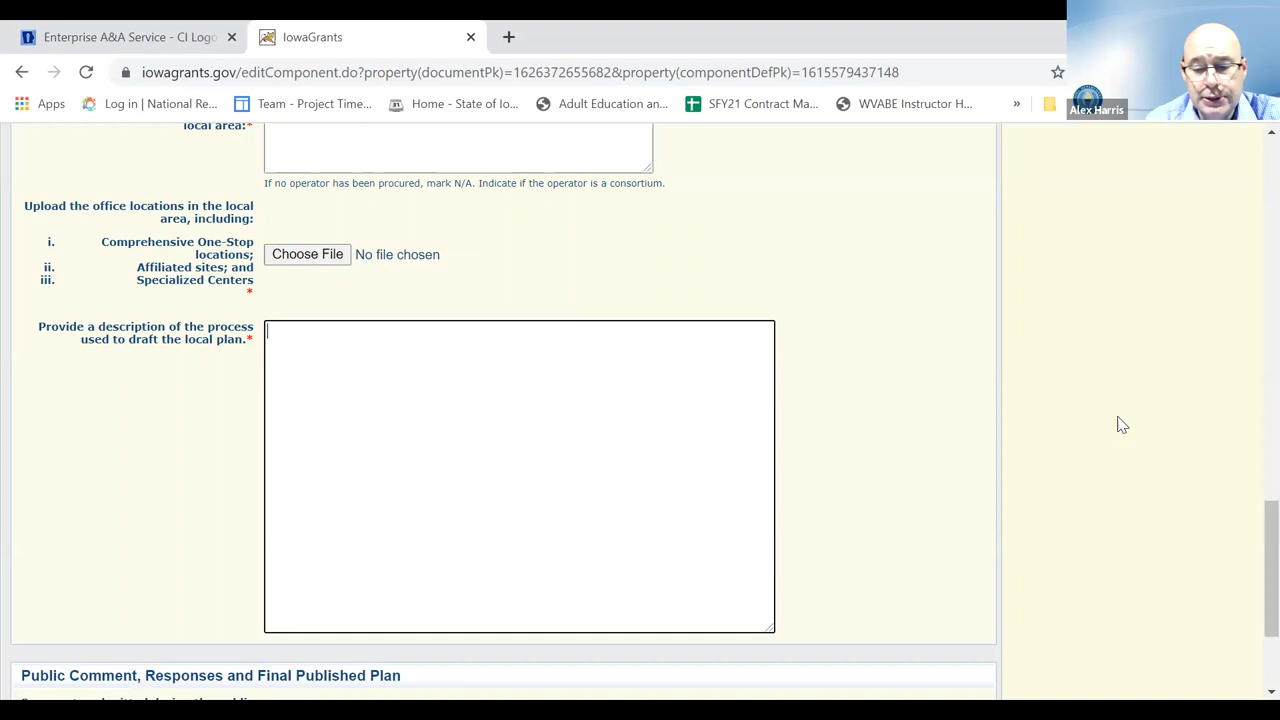 Enterprise A&A Service - CI Logo
IowaGrants
iowagrants.gov/editComponent.do?property(documentPk)=1626372655682&property(componentDefPk)=1615579437148
Apps
Log in | National Re...
Team - Project Time...
Home - State of Io...
Adult Education an...
SFY21 Contract Ma...
WVABE Instructor H...
»
Alex Harris
local area:*
If no operator has been procured, mark N/A. Indicate if the operator is a consortium.
Upload the office locations in the local
area, including:
i. Comprehensive One-Stop
locations;
ii. Affiliated sites; and
iii. Specialized Centers
*
Choose File No file chosen
Provide a description of the process
used to draft the local plan.*
Public Comment, Responses and Final Published Plan